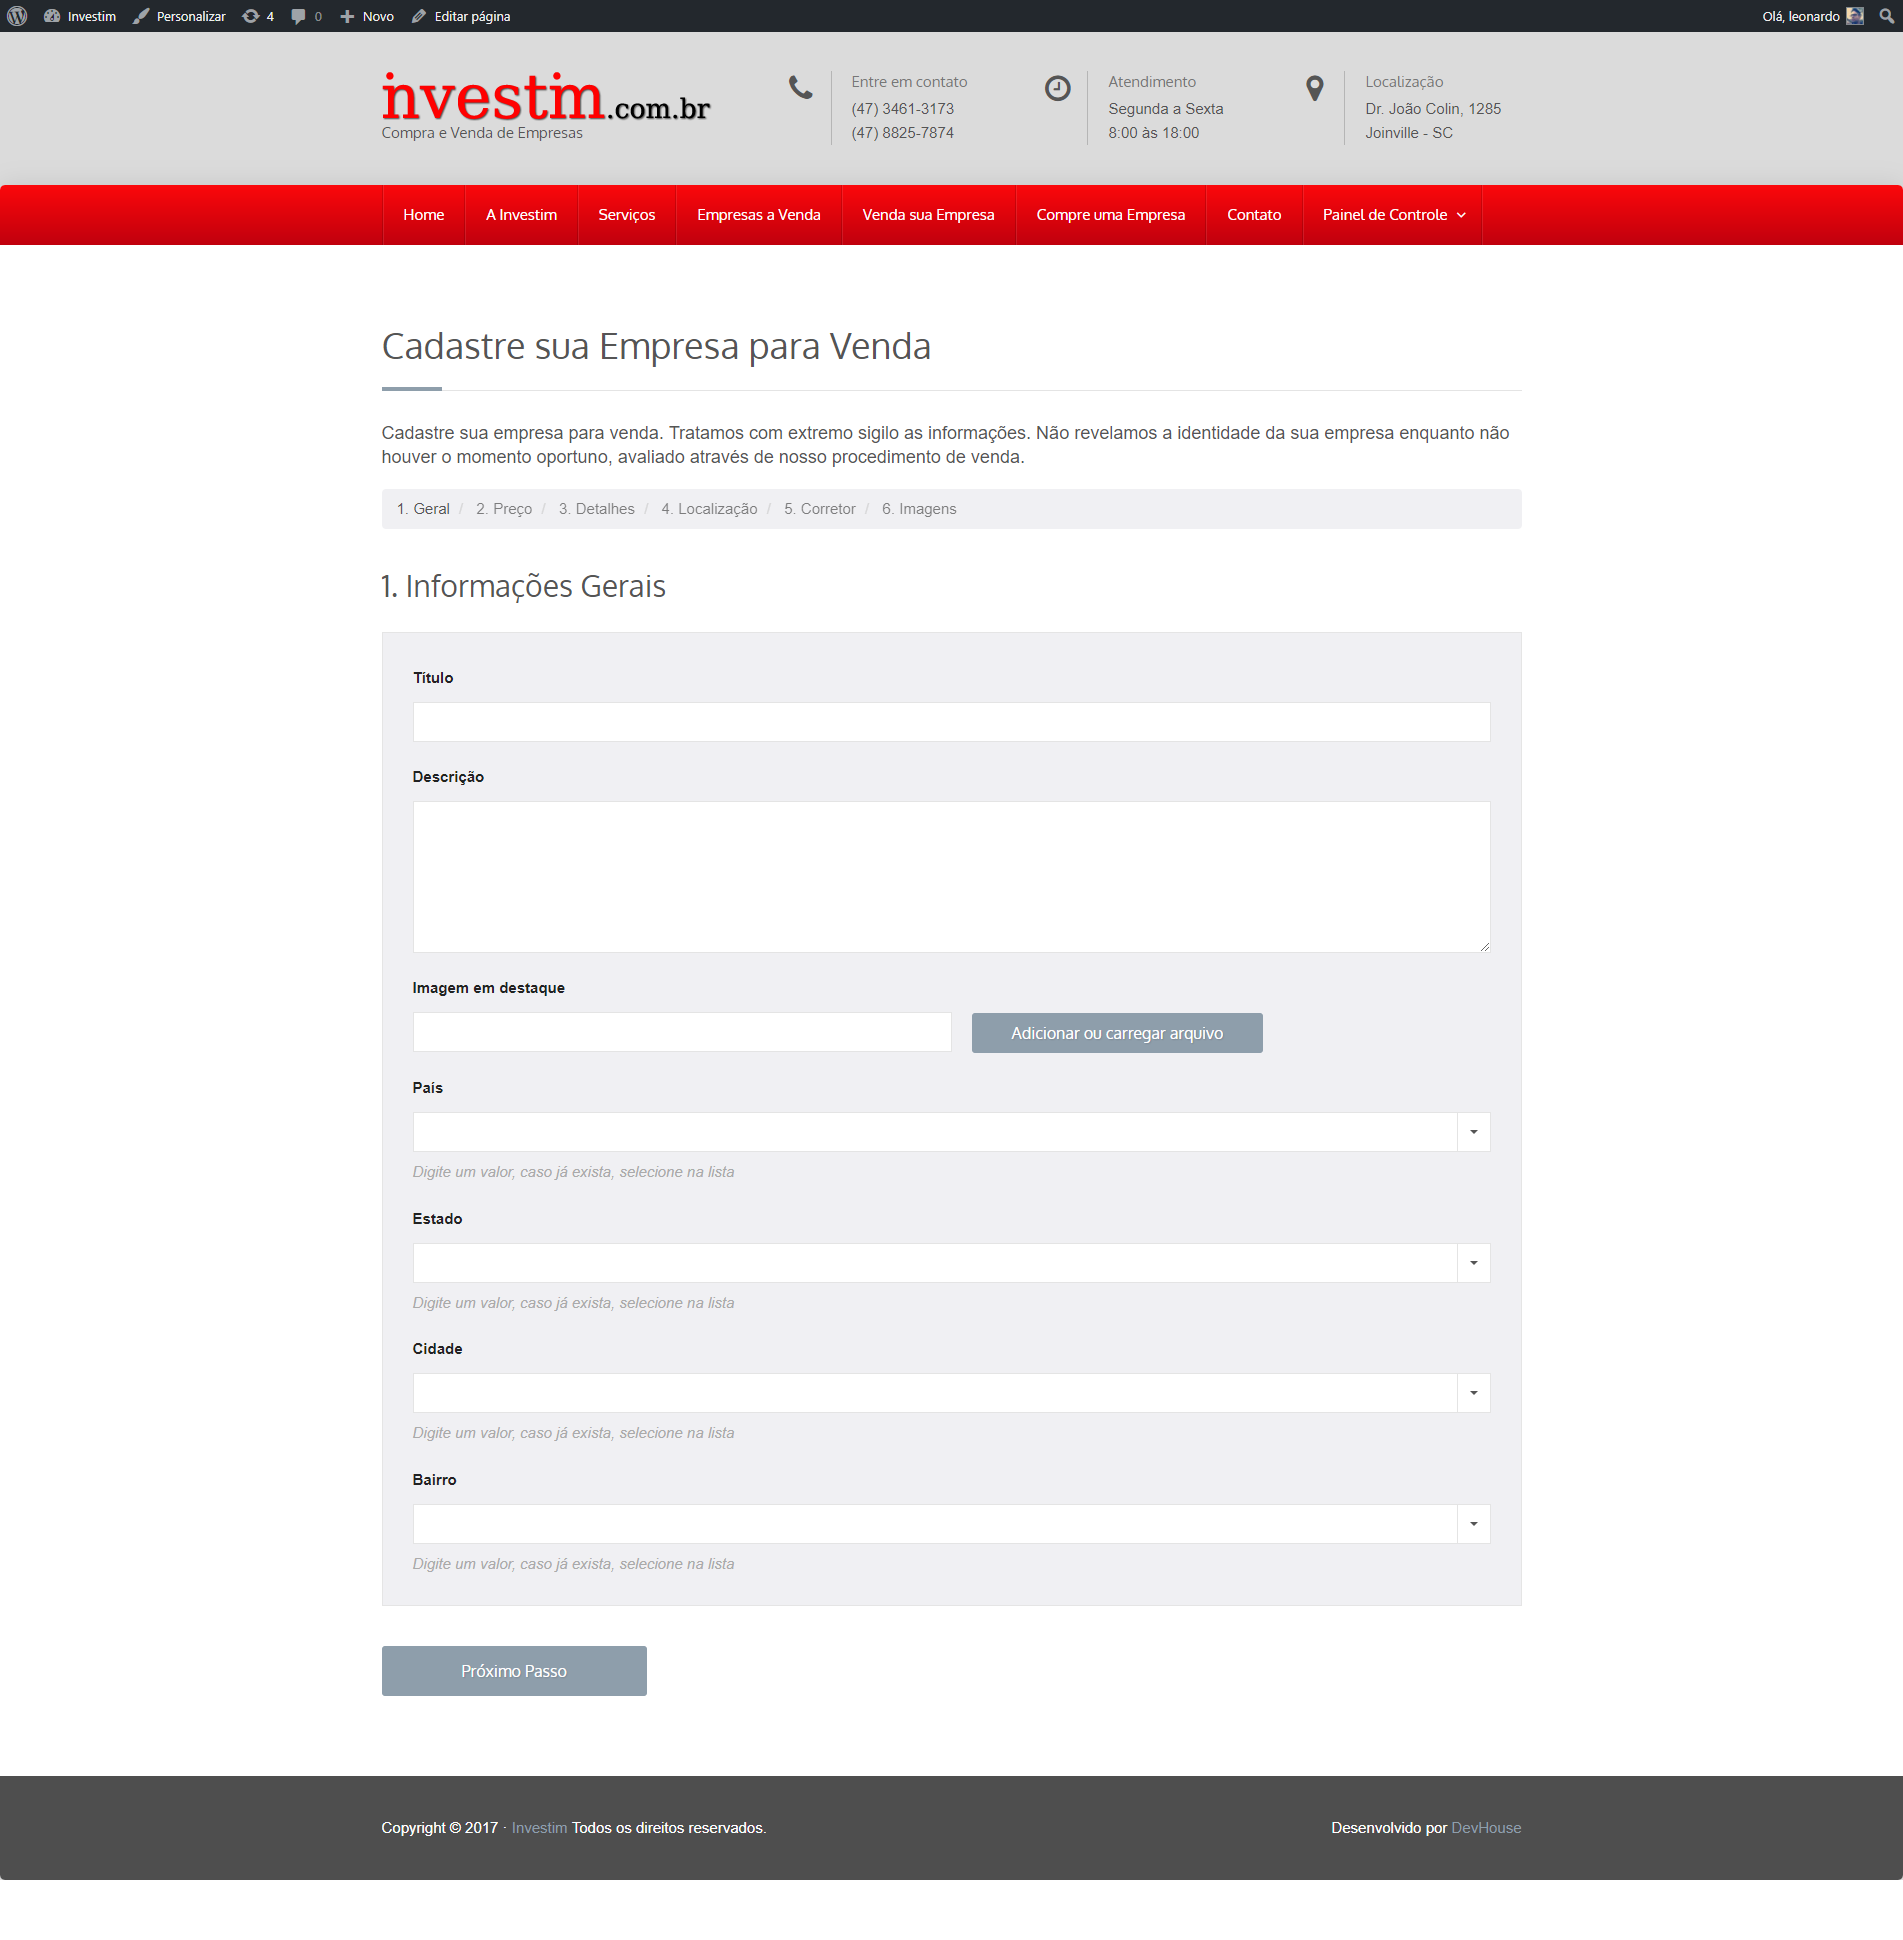 Investim Personalizar 4 0 Novo Editar página Olá, leonardo
nvestim.com.br
Compra e Venda de Empresas
Entre em contato
(47) 3461-3173
(47) 8825-7874
Atendimento
Segunda a Sexta
8:00 às 18:00
Localização
Dr. João Colin, 1285
Joinville - SC
Home A Investim Serviços Empresas a Venda Venda sua Empresa Compre uma Empresa Contato Painel de Controle
Cadastre sua Empresa para Venda
Cadastre sua empresa para venda. Tratamos com extremo sigilo as informações. Não revelamos a identidade da sua empresa enquanto não
houver o momento oportuno, avaliado através de nosso procedimento de venda.
1. Geral / 2. Preço / 3. Detalhes / 4. Localização / 5. Corretor / 6. Imagens
1. Informações Gerais
Título
Descrição
Imagem em destaque
Adicionar ou carregar arquivo
País
Digite um valor, caso já exista, selecione na lista
Estado
Digite um valor, caso já exista, selecione na lista
Cidade
Digite um valor, caso já exista, selecione na lista
Bairro
Digite um valor, caso já exista, selecione na lista
Próximo Passo
Copyright © 2017 · Investim Todos os direitos reservados.
Desenvolvido por DevHouse